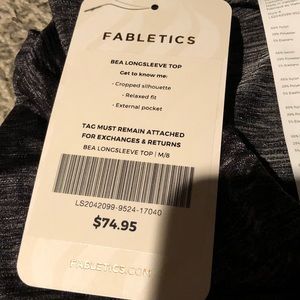 FABLETICS
BEA LONGSLEEVE TOP
Get to know me:
· Cropped silhouette
· Relaxed fit
· External pocket
TAG MUST REMAIN ATTACHED
FOR EXCHANGES & RETURNS
BEA LONGSLEEVE TOP | M/8
LS2042099-9524-17040
$74.95
FABLETICS.COM